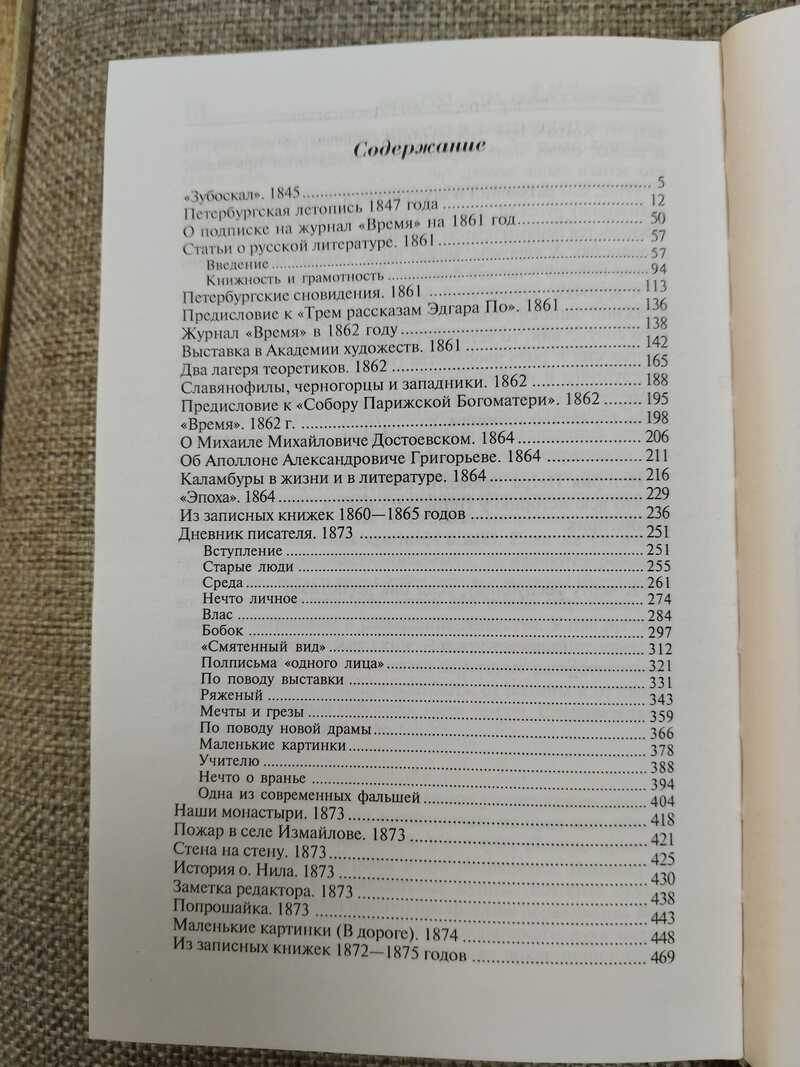 Содержание
«Зубоскал». 1845 5
Петербургская летопись 1847 года 12
О подписке на журнал «Время» на 1861 год 50
Статьи о русской литературе. 1861 57
Введение 57
Книжность и грамотность 94
Петербургские сновидения. 1861 113
Предисловие к «Трем рассказам Эдгара По». 1861 136
Журнал «Время» в 1862 году 138
Выставка в Академии художеств. 1861 142
Два лагеря теоретиков. 1862 165
Славянофилы, черногорцы и западники. 1862 188
Предисловие к «Собору Парижской Богоматери». 1862 195
«Время». 1862 г. 198
О Михаиле Михайловиче Достоевском. 1864 206
Об Аполлоне Александровиче Григорьеве. 1864 211
Каламбуры в жизни и в литературе. 1864 216
«Эпоха». 1864 229
Из записных книжек 1860—1865 годов 236
Дневник писателя. 1873 251
Вступление 251
Старые люди 255
Среда 261
Нечто личное 274
Влас 284
Бобок 297
«Смятенный вид» 312
Полписьма «одного лица» 321
По поводу выставки 331
Ряженый 343
Мечты и грезы 359
По поводу новой драмы 366
Маленькие картинки 378
Учителю 388
Нечто о вранье 394
Одна из современных фальшей 404
Наши монастыри. 1873 418
Пожар в селе Измайлове. 1873 421
Стена на стену. 1873 425
История о. Нила. 1873 430
Заметка редактора. 1873 438
Попрошайка. 1873 443
Маленькие картинки (В дороге). 1874 448
Из записных книжек 1872—1875 годов 469